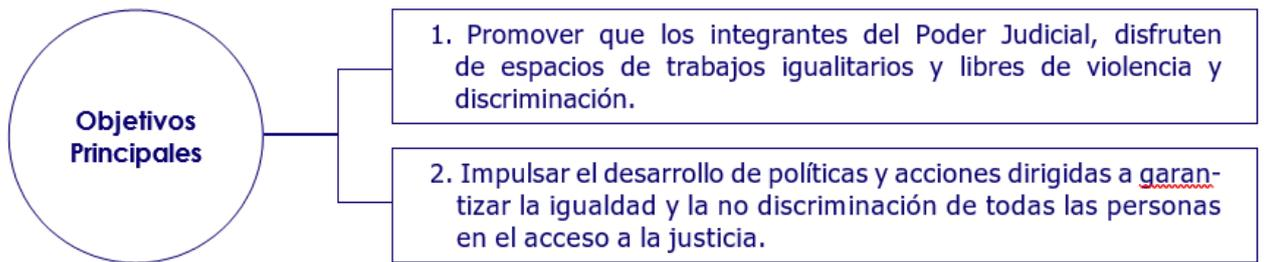 Objetivos
Principales
1. Promover que los integrantes del Poder Judicial, disfruten
de espacios de trabajos igualitarios y libres de violencia y
discriminación.
2. Impulsar el desarrollo de políticas y acciones dirigidas a garan-
tizar la igualdad y la no discriminación de todas las personas
en el acceso a la justicia.